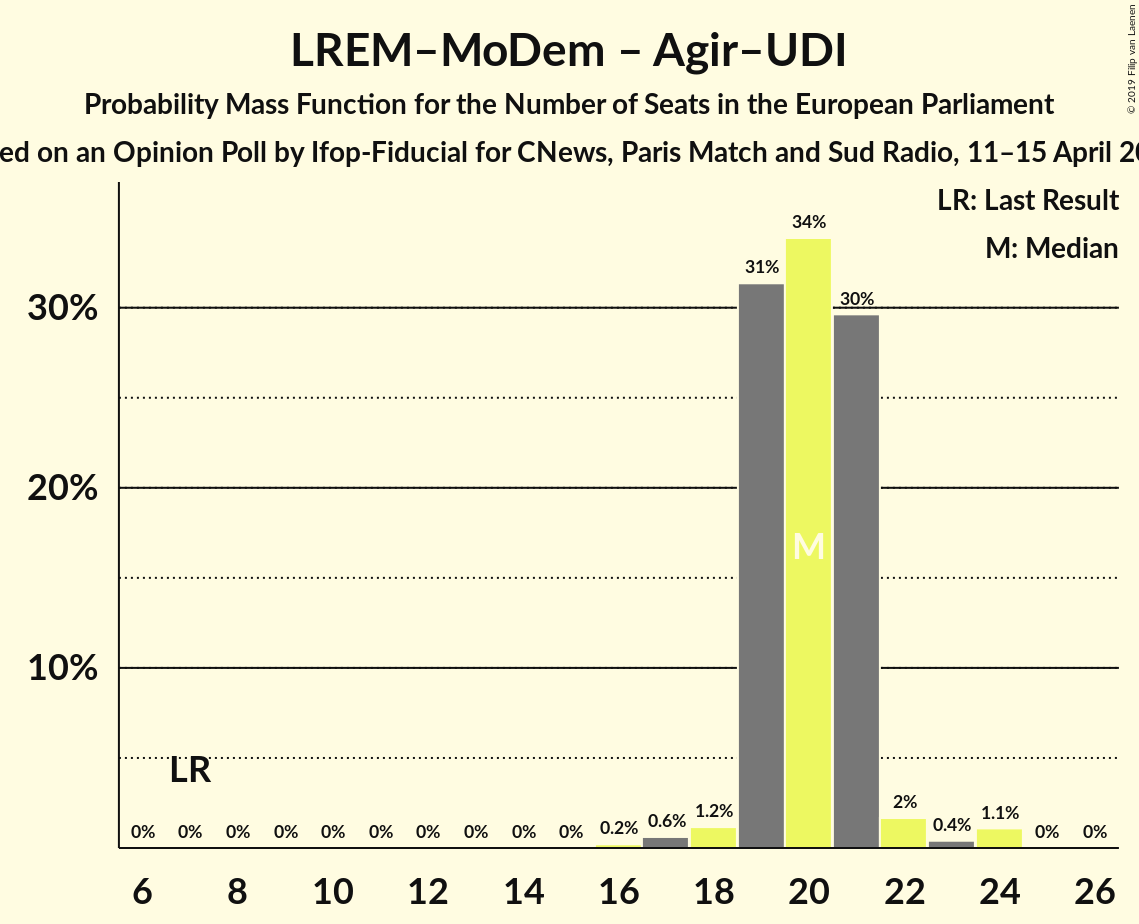 LREM–MoDem – Agir–UDI
Probability Mass Function for the Number of Seats in the European Parliament
ed on an Opinion Poll by Ifop-Fiducial for CNews, Paris Match and Sud Radio, 11–15 April 20
© 2019 Filip van Laenen
LR: Last Result
M: Median
34%
31%
30%
30%
20%
M
10%
LR
0% 0% 0% 0% 0% 0% 0% 0% 0% 0% 0.2% 0.6% 1.2% 2% 0.4% 1.1% 0% 0%
6 8 10 12 14 16 18 20 22 24 26